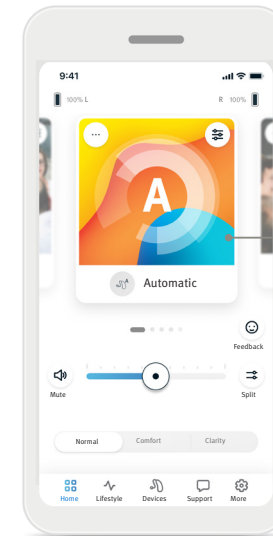 9:41
100% L
R 100%
...
A
A
Automatic
Feedback
Mute
Split
Normal Comfort Clarity
Home Lifestyle Devices Support More